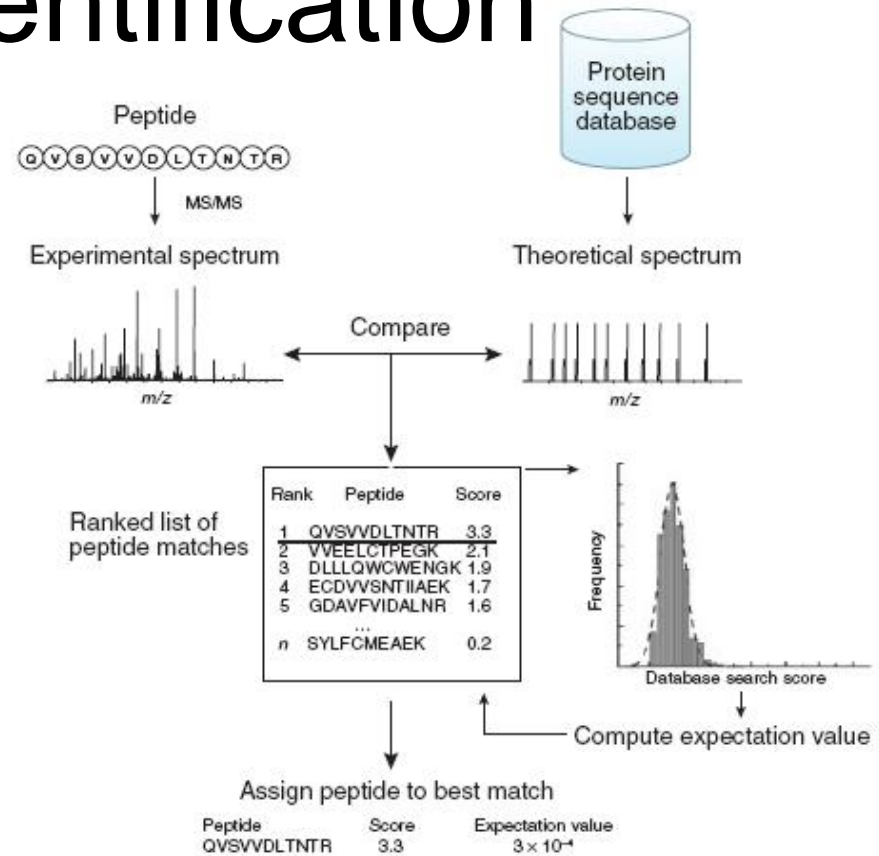 entification
Protein
sequence
database
Peptide
Q V S V V D L T N T R
MS/MS
Experimental spectrum
Theoretical spectrum
Compare
m/z
m/z
Ranked list of
peptide matches
Rank Peptide Score
1 QVSVVDLTNTR 3.3
2 VVEELCTPEGK 2.1
3 DLLLQWCWENGK 1.9
4 ECDVVSNTIIAEK 1.7
5 GDAVFVIDALNR 1.6
...
n SYLFCMEAEK 0.2
Frequency
Database search score
Compute expectation value
Assign peptide to best match
Peptide Score Expectation value
QVSVVDLTNTR 3.3 3 × 10⁻⁴